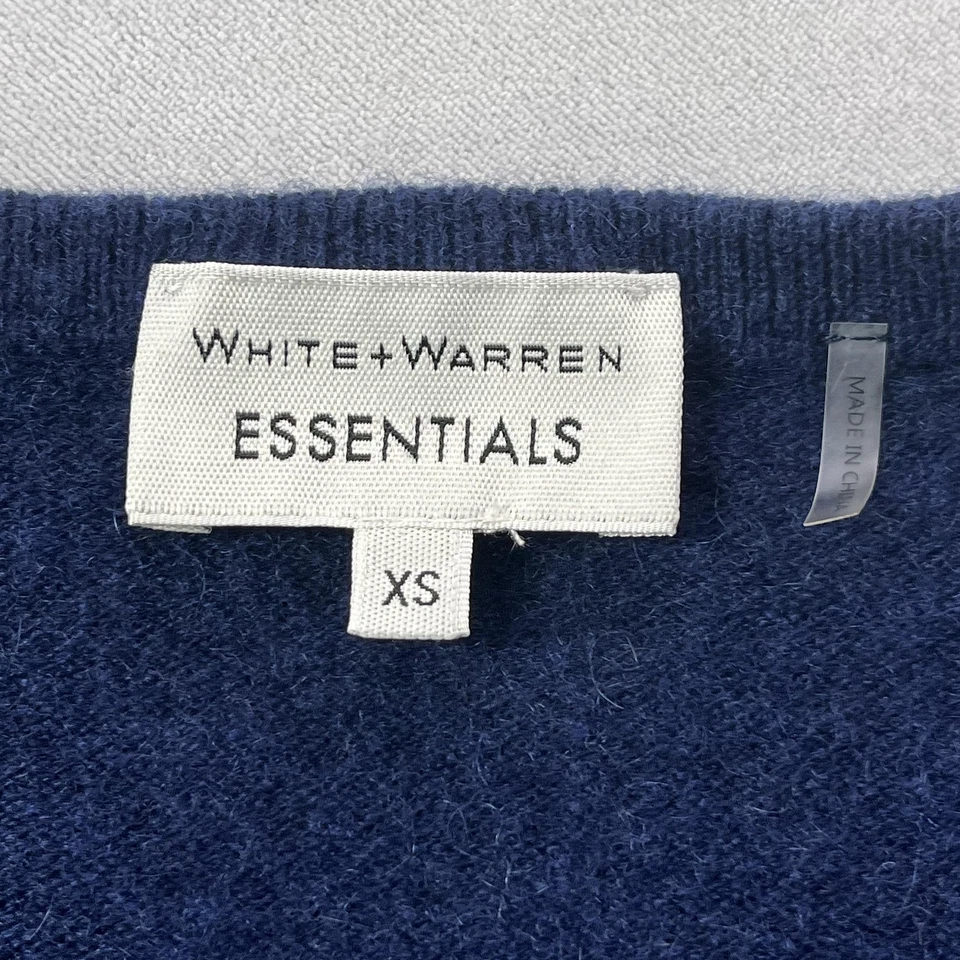 WHITE+WARREN
ESSENTIALS
XS
MADE IN CHINA